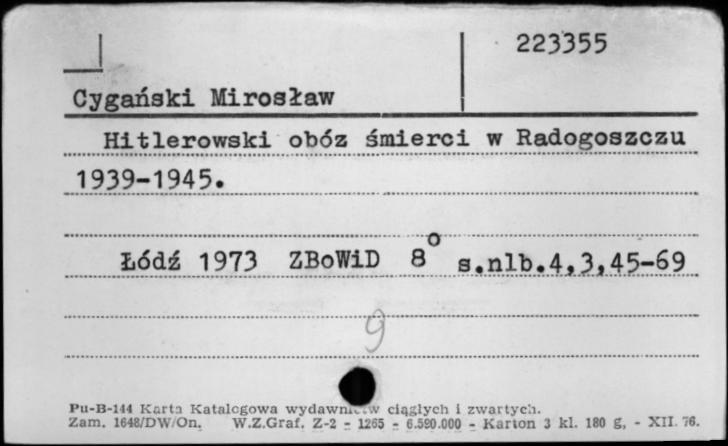 223355
Cygański Mirosław
Hitlerowski obóz śmierci w Radogoszczu
1939-1945.
Łódź 1973 ZBoWiD 8° s.nlb.4,3,45-69
9
Pu-B-144 Karta Katalogowa wydawnictw ciągłych i zwartych.
Zam. 1648/DW/On. W.Z.Graf. Z-2 - 1265 - 6.590.000 - Karton 3 kl. 180 g, - XII. 76.